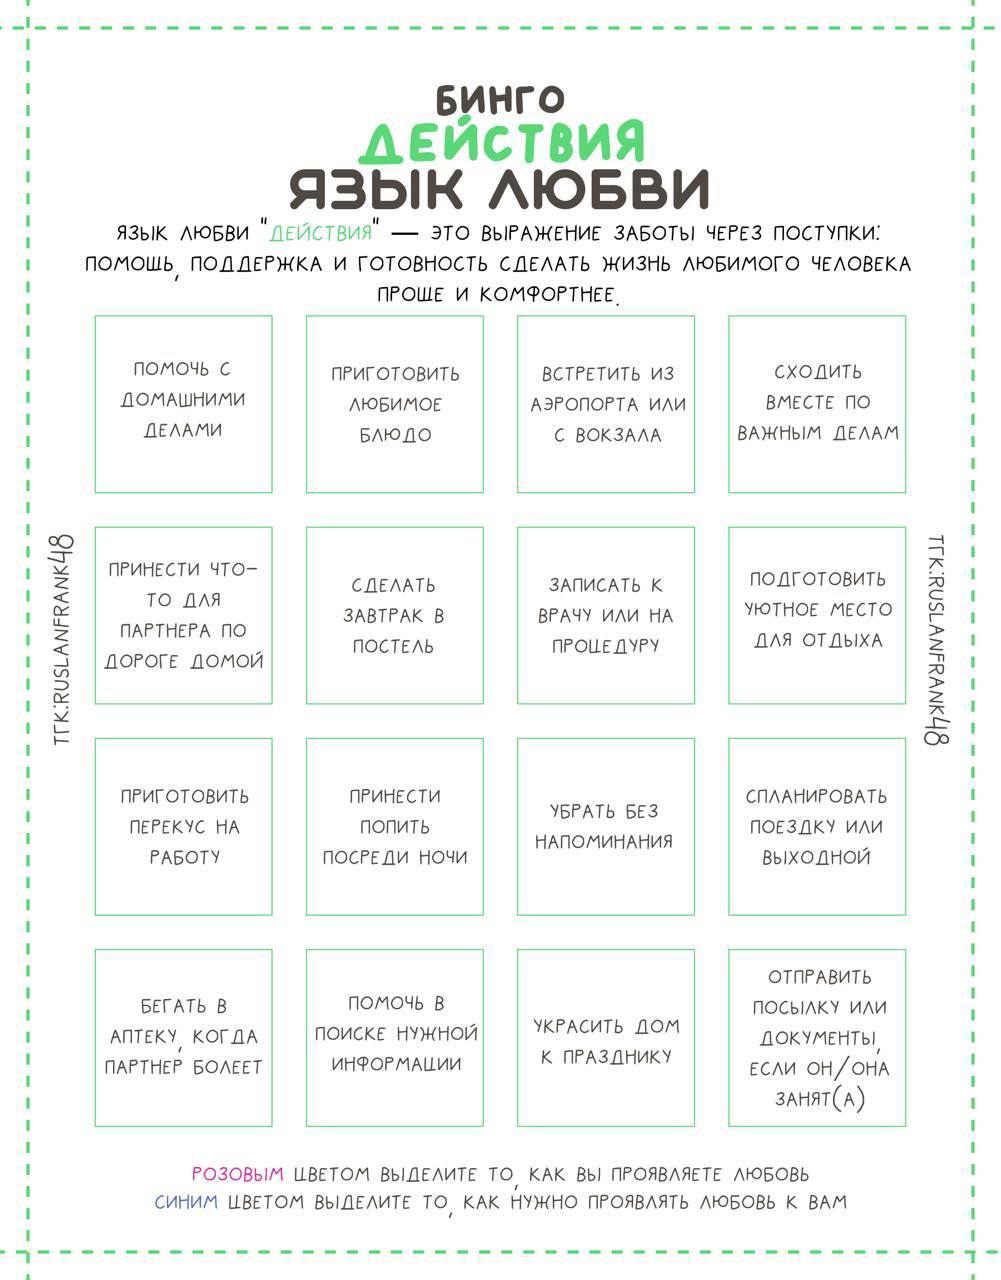 БИНГО
ДЕЙСТВИЯ
ЯЗЫК ЛЮБВИ
ЯЗЫК ЛЮБВИ "ДЕЙСТВИЯ" — ЭТО ВЫРАЖЕНИЕ ЗАБОТЫ ЧЕРЕЗ ПОСТУПКИ:
ПОМОЩЬ, ПОДДЕРЖКА И ГОТОВНОСТЬ СДЕЛАТЬ ЖИЗНЬ ЛЮБИМОГО ЧЕЛОВЕКА
ПРОЩЕ И КОМФОРТНЕЕ.
ПОМОЧЬ С
ДОМАШНИМИ
ДЕЛАМИ
ПРИГОТОВИТЬ
ЛЮБИМОЕ
БЛЮДО
ВСТРЕТИТЬ ИЗ
АЭРОПОРТА ИЛИ
С ВОКЗАЛА
СХОДИТЬ
ВМЕСТЕ ПО
ВАЖНЫМ ДЕЛАМ
ТГК:RUSLANFRANK48
ПРИНЕСТИ ЧТО-
ТО ДЛЯ
ПАРТНЕРА ПО
ДОРОГЕ ДОМОЙ
СДЕЛАТЬ
ЗАВТРАК В
ПОСТЕЛЬ
ЗАПИСАТЬ К
ВРАЧУ ИЛИ НА
ПРОЦЕДУРУ
ПОДГОТОВИТЬ
УЮТНОЕ МЕСТО
ДЛЯ ОТДЫХА
ТГК:RUSLANFRANK48
ПРИГОТОВИТЬ
ПЕРЕКУС НА
РАБОТУ
ПРИНЕСТИ
ПОПИТЬ
ПОСРЕДИ НОЧИ
УБРАТЬ БЕЗ
НАПОМИНАНИЯ
СПЛАНИРОВАТЬ
ПОЕЗДКУ ИЛИ
ВЫХОДНОЙ
БЕГАТЬ В
АПТЕКУ, КОГДА
ПАРТНЕР БОЛЕЕТ
ПОМОЧЬ В
ПОИСКЕ НУЖНОЙ
ИНФОРМАЦИИ
УКРАСИТЬ ДОМ
К ПРАЗДНИКУ
ОТПРАВИТЬ
ПОСЫЛКУ ИЛИ
ДОКУМЕНТЫ,
ЕСЛИ ОН/ОНА
ЗАНЯТ(А)
РОЗОВЫМ ЦВЕТОМ ВЫДЕЛИТЕ ТО, КАК ВЫ ПРОЯВЛЯЕТЕ ЛЮБОВЬ
СИНИМ ЦВЕТОМ ВЫДЕЛИТЕ ТО, КАК НУЖНО ПРОЯВЛЯТЬ ЛЮБОВЬ К ВАМ